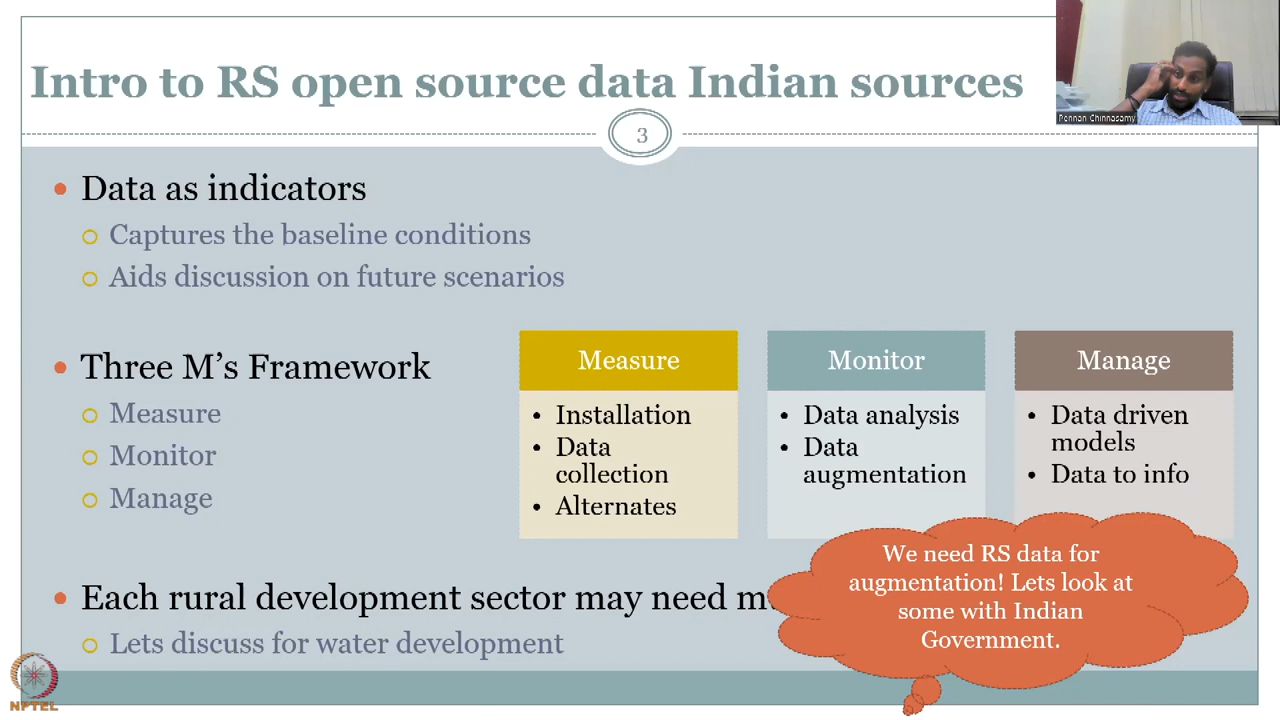 Intro to RS open source data Indian sources
Pennan Chinnasamy
3
Data as indicators
Captures the baseline conditions
Aids discussion on future scenarios
Three M's Framework
Measure
Monitor
Manage
Measure
Installation
Data
collection
Alternates
Monitor
Data analysis
Data
augmentation
Manage
Data driven
models
Data to info
Each rural development sector may need
Lets discuss for water development
We need RS data for
augmentation! Lets look at
some with Indian
Government.
NPTEL